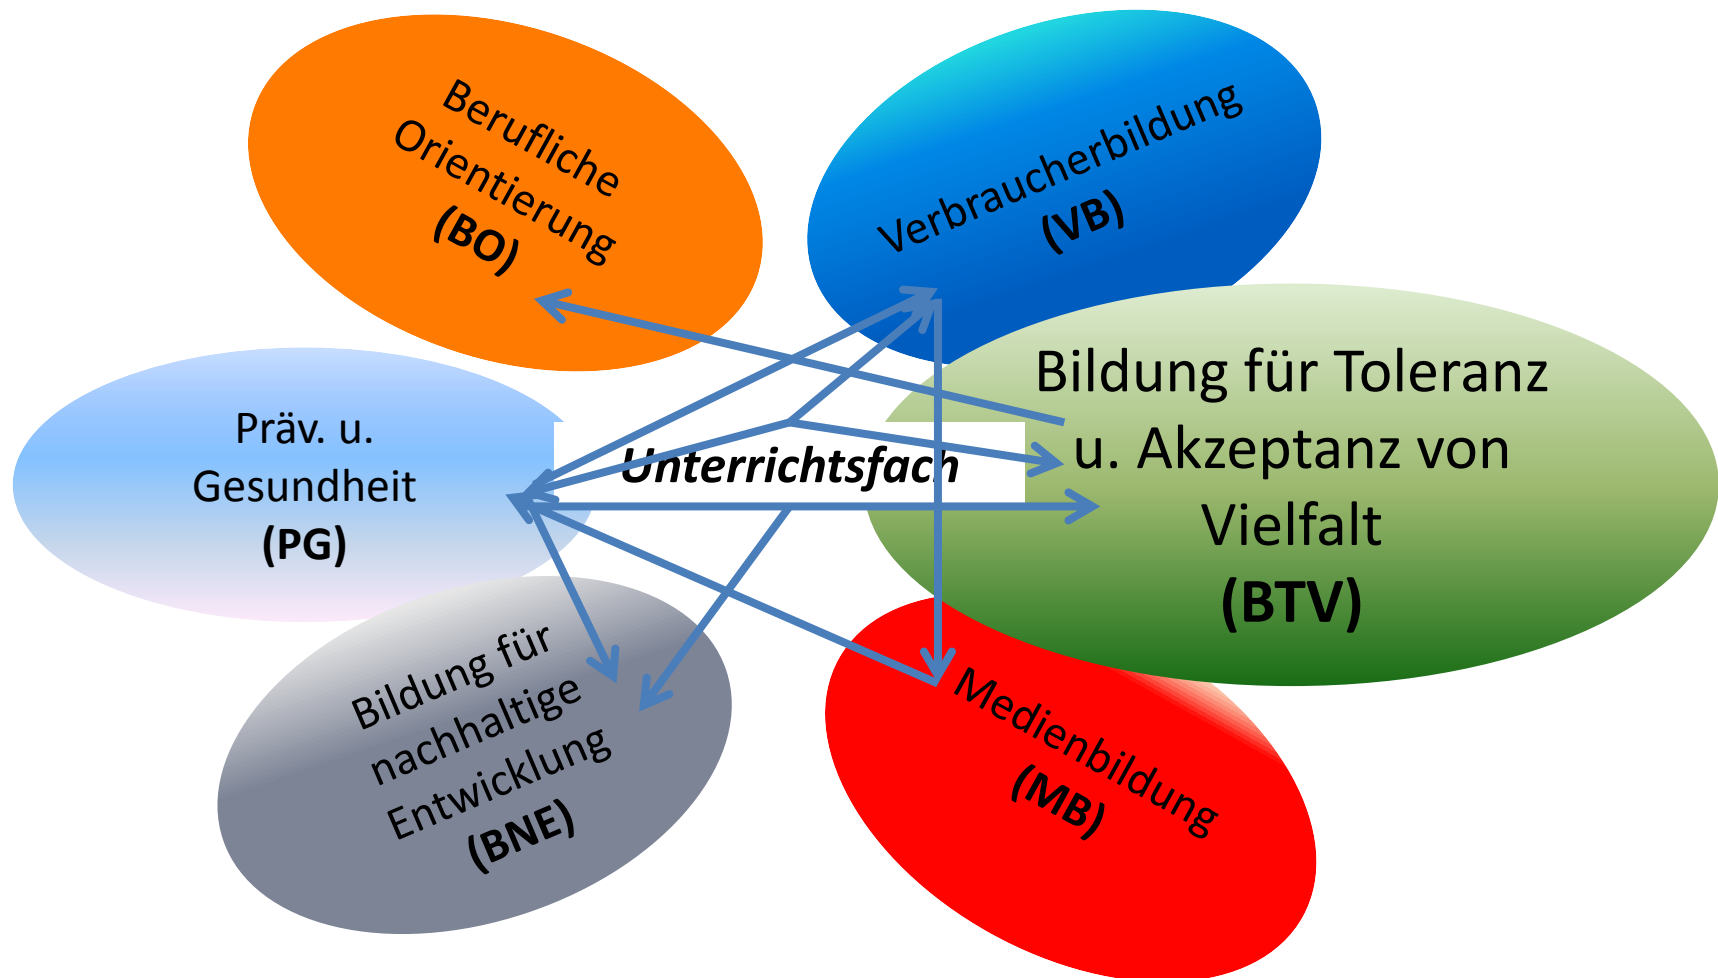 Berufliche
Orientierung
(BO)
Verbraucherbildung
(VB)
Präv. u.
Gesundheit
(PG)
Unterrichtsfach
Bildung für Toleranz
u. Akzeptanz von
Vielfalt
(BTV)
Bildung für
nachhaltige
Entwicklung
(BNE)
Medienbildung
(MB)